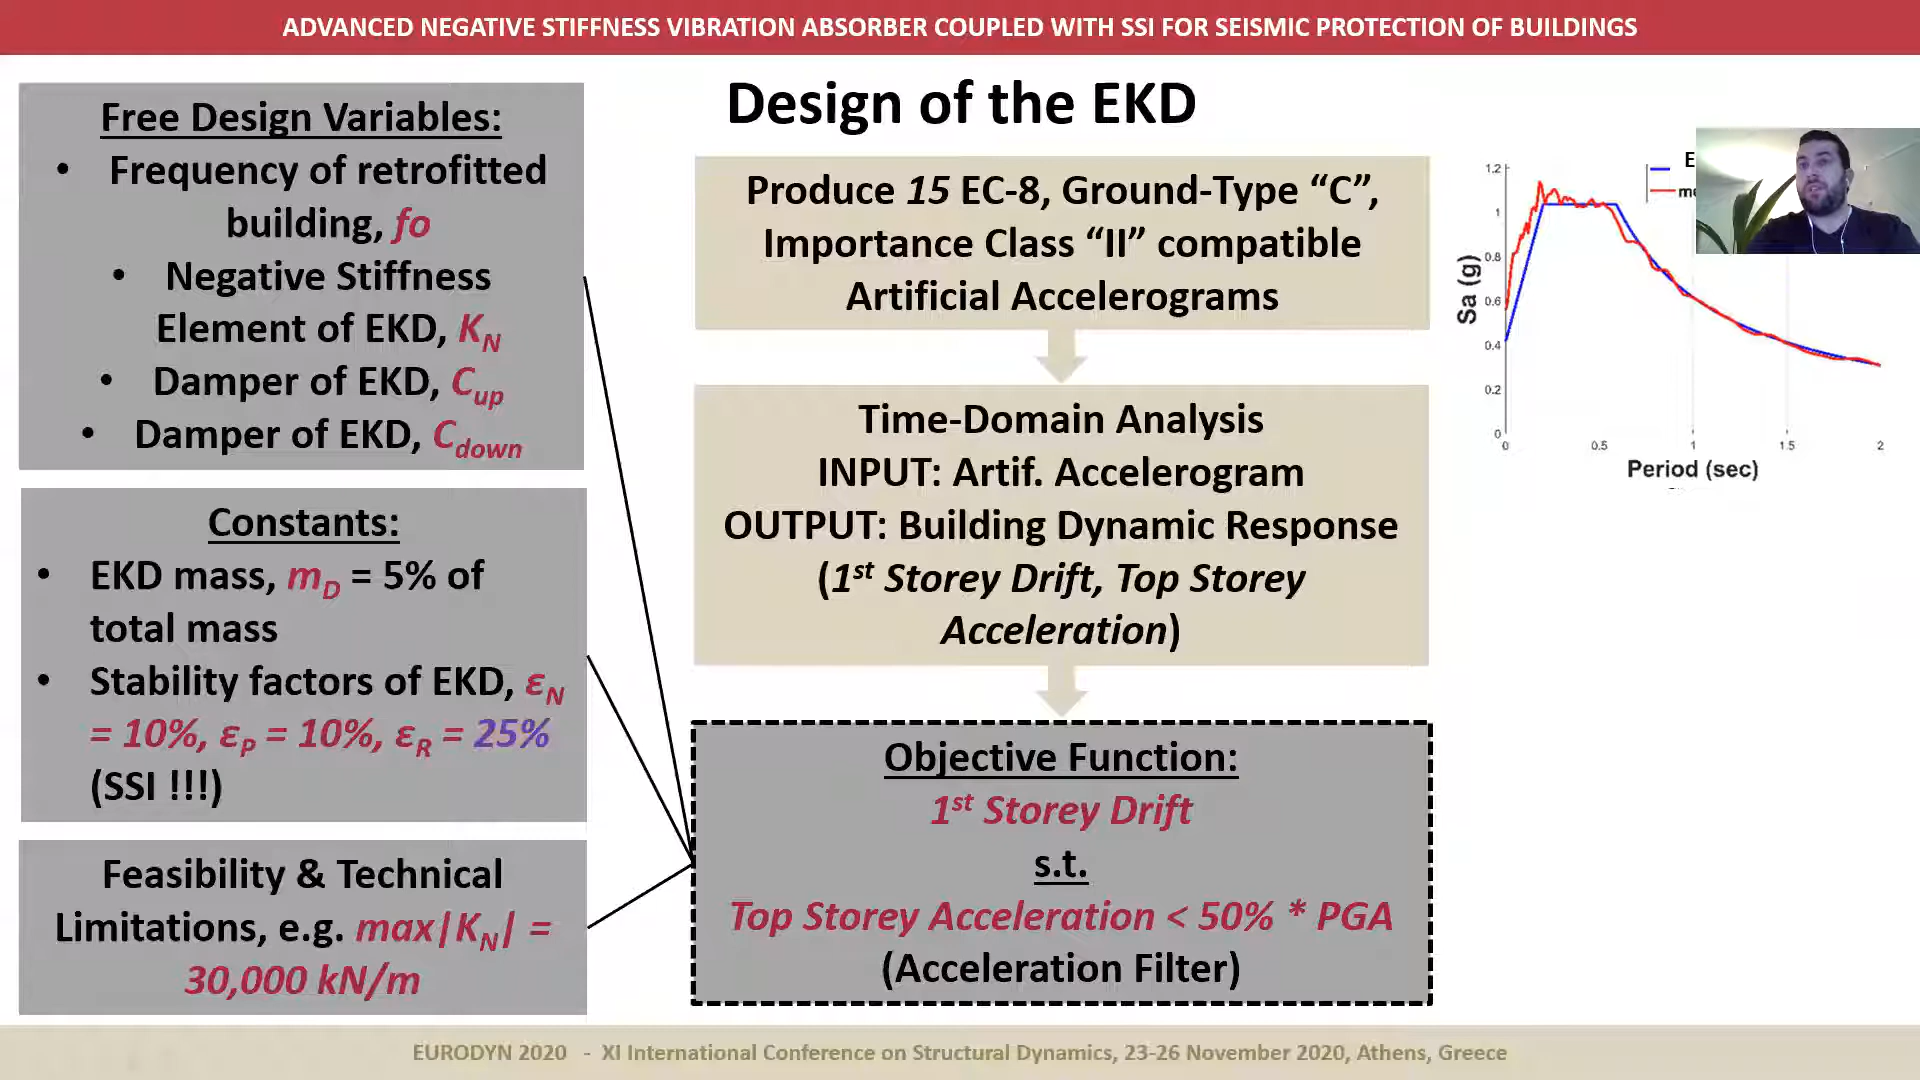 ADVANCED NEGATIVE STIFFNESS VIBRATION ABSORBER COUPLED WITH SSI FOR SEISMIC PROTECTION OF BUILDINGS
Design of the EKD
Free Design Variables:
• Frequency of retrofitted
building, fo
• Negative Stiffness
Element of EKD, KN
• Damper of EKD, Cup
• Damper of EKD, Cdown
Constants:
• EKD mass, mD = 5% of
total mass
• Stability factors of EKD, εN
= 10%, εP = 10%, εR = 25%
(SSI !!!)
Feasibility & Technical
Limitations, e.g. max|KN| =
30,000 kN/m
Produce 15 EC-8, Ground-Type “C”,
Importance Class “II” compatible
Artificial Accelerograms
Time-Domain Analysis
INPUT: Artif. Accelerogram
OUTPUT: Building Dynamic Response
(1st Storey Drift, Top Storey
Acceleration)
Objective Function:
1st Storey Drift
s.t.
Top Storey Acceleration < 50% * PGA
(Acceleration Filter)
Sa (g)
1.2
1
0.8
0.6
0.4
0.2
0
0 0.5 1 1.5 2
Period (sec)
EURODYN 2020 - XI International Conference on Structural Dynamics, 23-26 November 2020, Athens, Greece